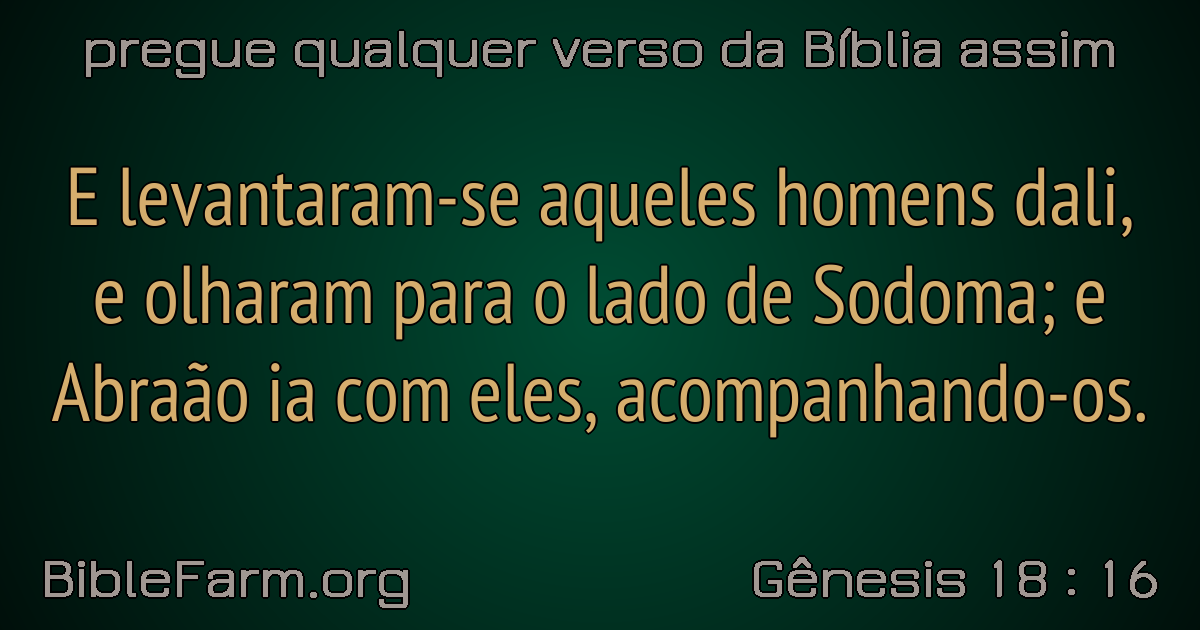 pregue qualquer verso da Bíblia assim
E levantaram-se aqueles homens dali,
e olharam para o lado de Sodoma; e
Abraão ia com eles, acompanhando-os.
BibleFarm.org
Gênesis 18 : 16